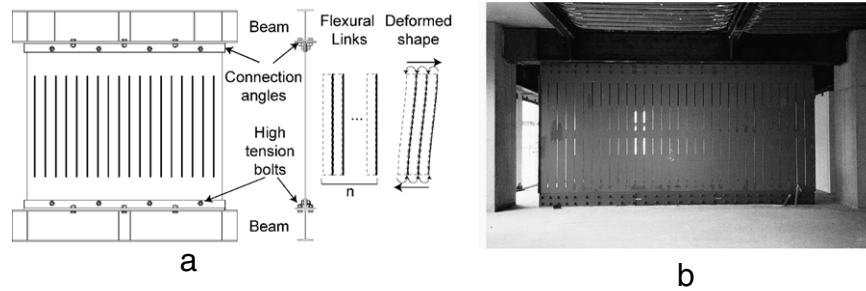 Beam
Flexural
Links
Deformed
shape
Connection
angles
High
tension
bolts
...
n
Beam
a
b